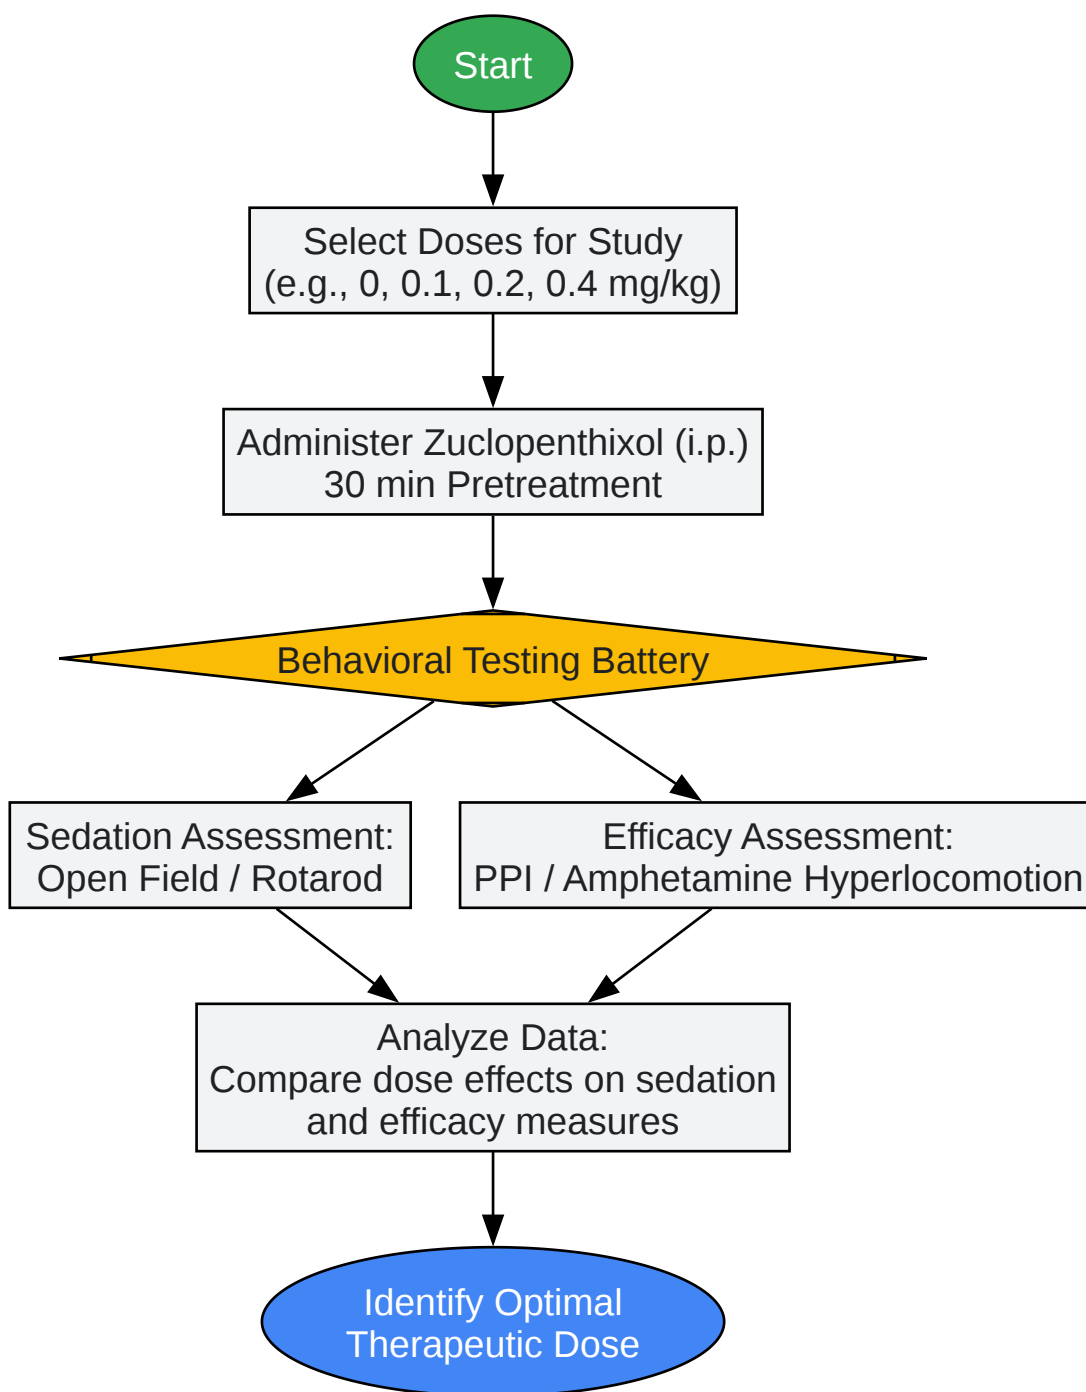 Start
Select Doses for Study
(e.g., 0, 0.1, 0.2, 0.4 mg/kg)
Administer Zuclopenthixol (i.p.)
30 min Pretreatment
Behavioral Testing Battery
Sedation Assessment:
Open Field / Rotarod
Efficacy Assessment:
PPI / Amphetamine Hyperlocomotion
Analyze Data:
Compare dose effects on sedation
and efficacy measures
Identify Optimal
Therapeutic Dose